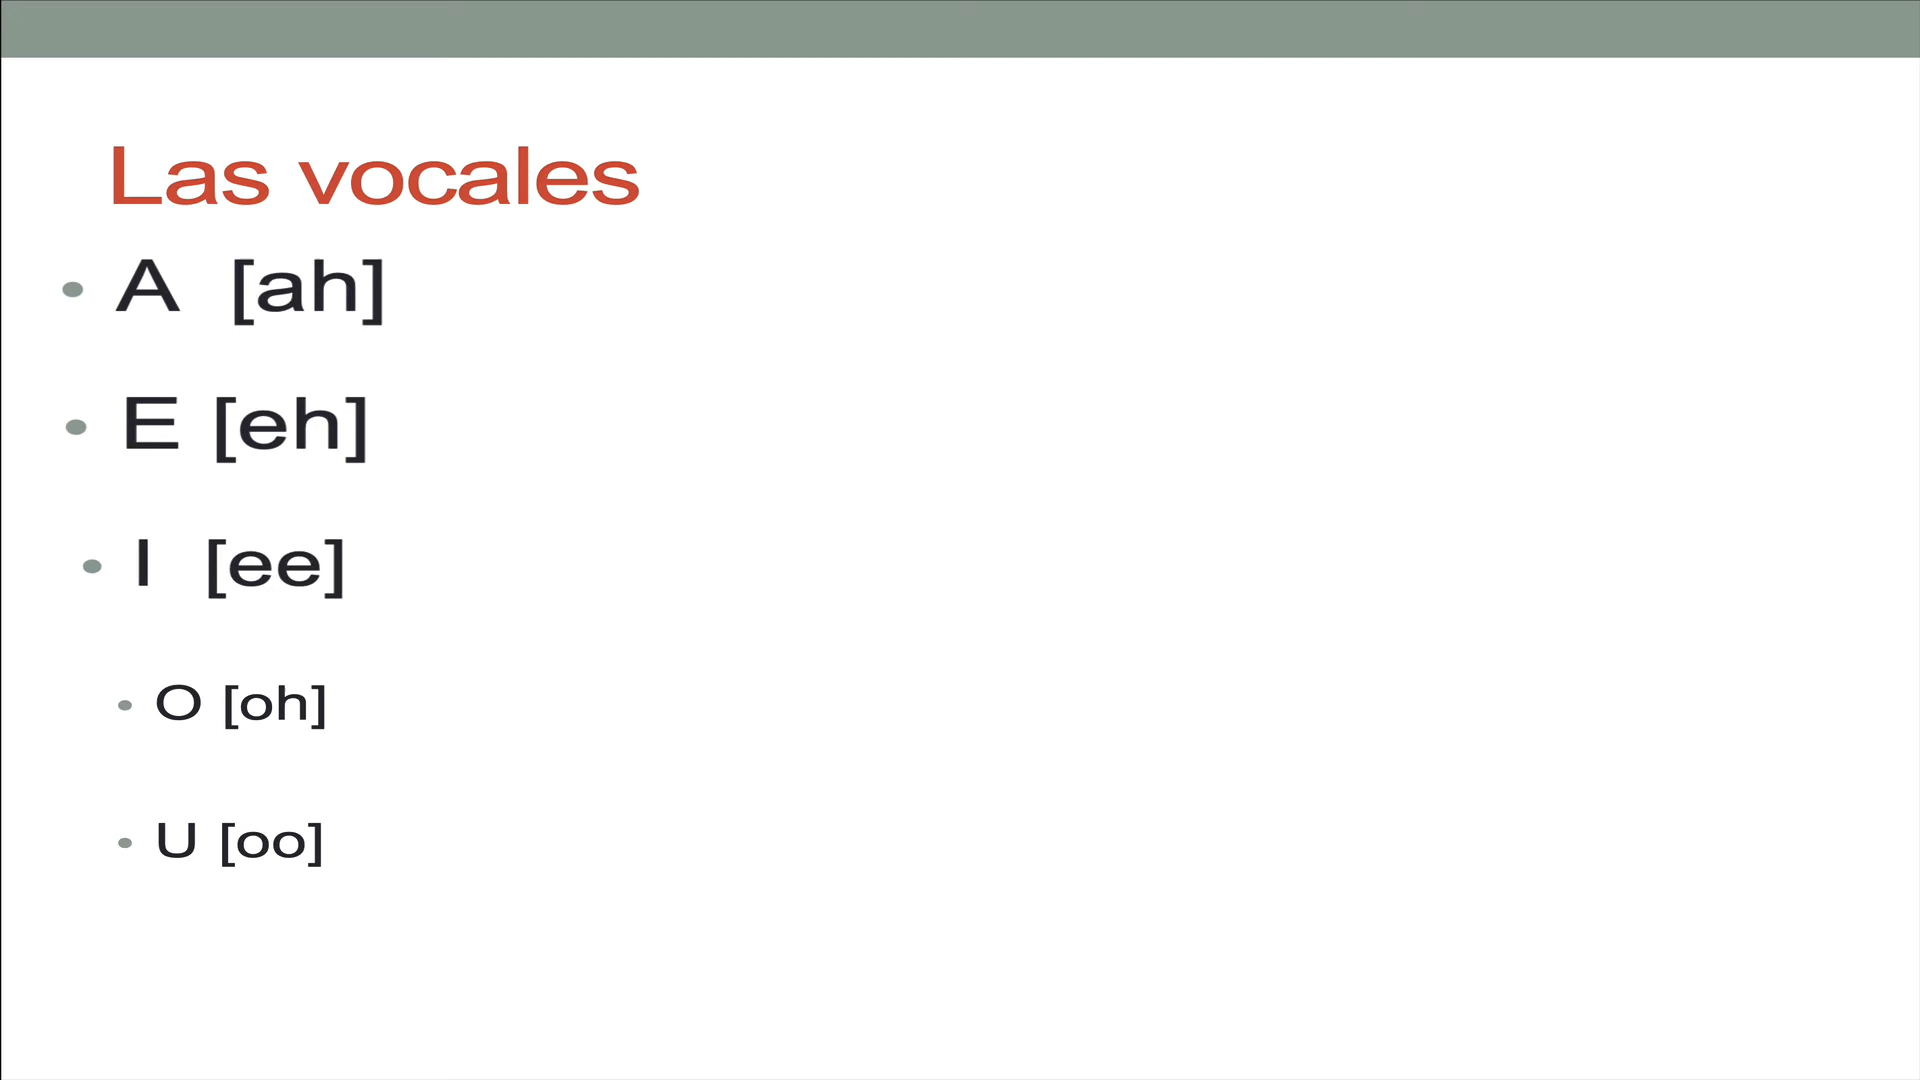 Las vocales
• A [ah]
• E [eh]
• I [ee]
• O [oh]
• U [oo]